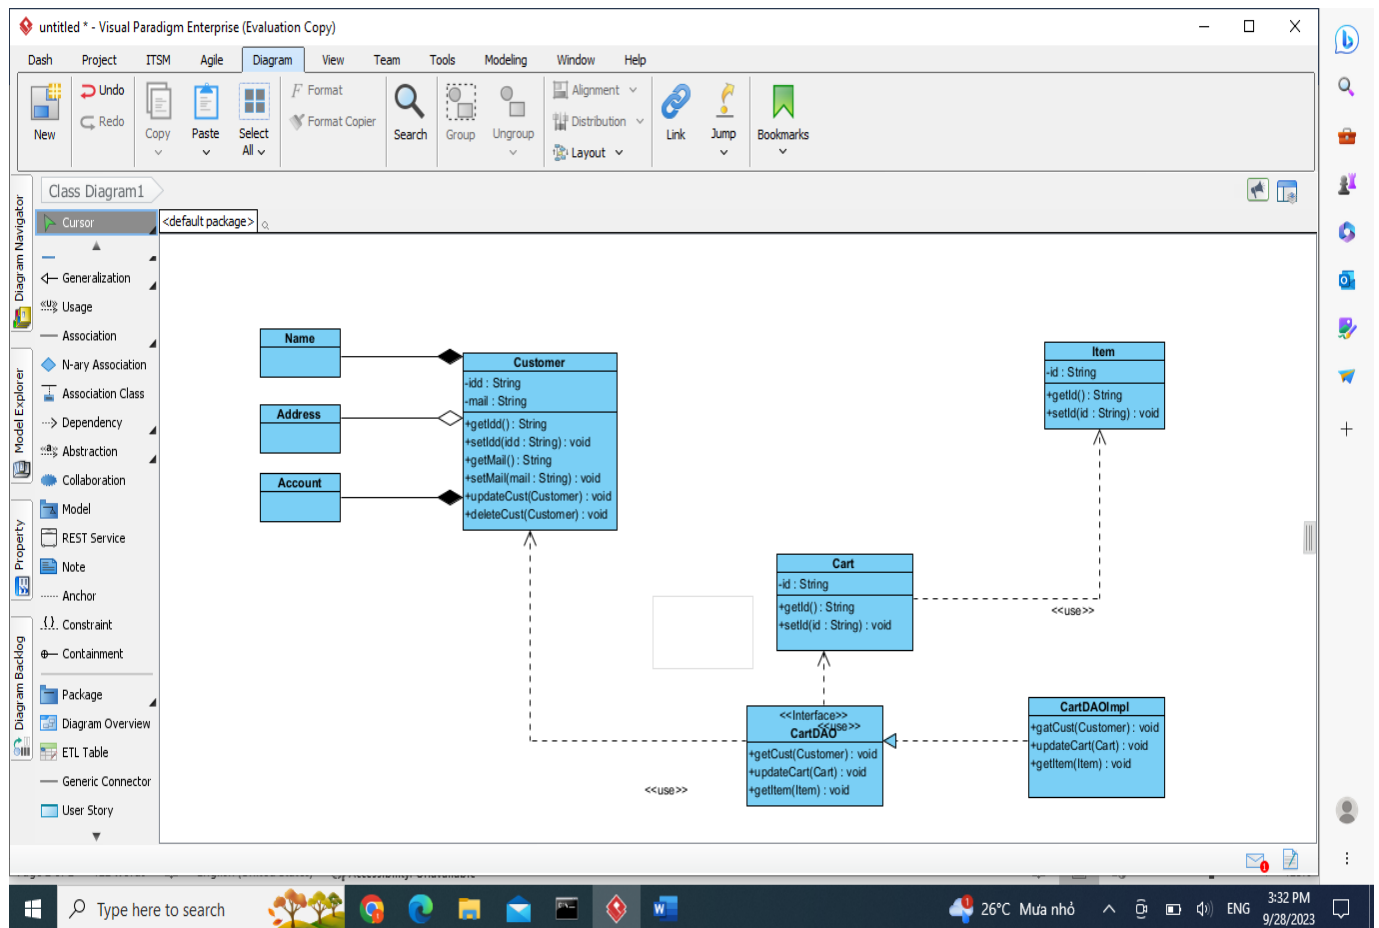 untitled * - Visual Paradigm Enterprise (Evaluation Copy)
Dash Project ITSM Agile Diagram View Team Tools Modeling Window Help
New
Undo
Redo
Copy
Paste
Select All
Format
Format Copier
Search
Group
Ungroup
Alignment
Distribution
Layout
Link
Jump
Bookmarks
Diagram Navigator
Model Explorer
Property
Diagram Backlog
Class Diagram1
<default package>
Cursor
Generalization
«U» Usage
Association
N-ary Association
Association Class
Dependency
«a» Abstraction
Collaboration
Model
REST Service
Note
Anchor
{} Constraint
Containment
Package
Diagram Overview
ETL Table
Generic Connector
User Story
Name
Address
Account
Customer
-idd : String
-mail : String
+getIdd() : String
+setIdd(idd : String) : void
+getMail() : String
+setMail(mail : String) : void
+updateCust(Customer) : void
+deleteCust(Customer) : void
Item
-id : String
+getId() : String
+setId(id : String) : void
Cart
-id : String
+getId() : String
+setId(id : String) : void
<<use>>
<<Interface>>
<<use>>
CartDAO
+getCust(Customer) : void
+updateCart(Cart) : void
+getItem(Item) : void
<<use>>
CartDAOImpl
+gatCust(Customer) : void
+updateCart(Cart) : void
+getItem(Item) : void
Type here to search
26°C Mưa nhỏ
ENG
3:32 PM
9/28/2023